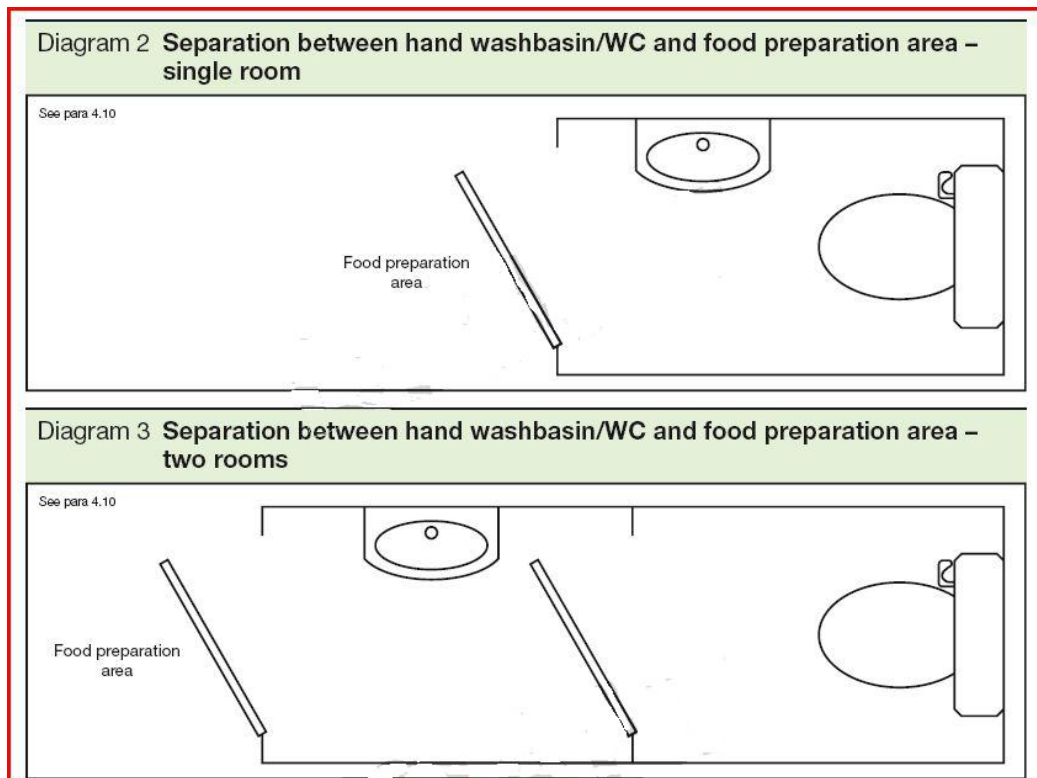 Diagram 2 Separation between hand washbasin/WC and food preparation area –
single room
See para 4.10
Food preparation
area
Diagram 3 Separation between hand washbasin/WC and food preparation area –
two rooms
See para 4.10
Food preparation
area